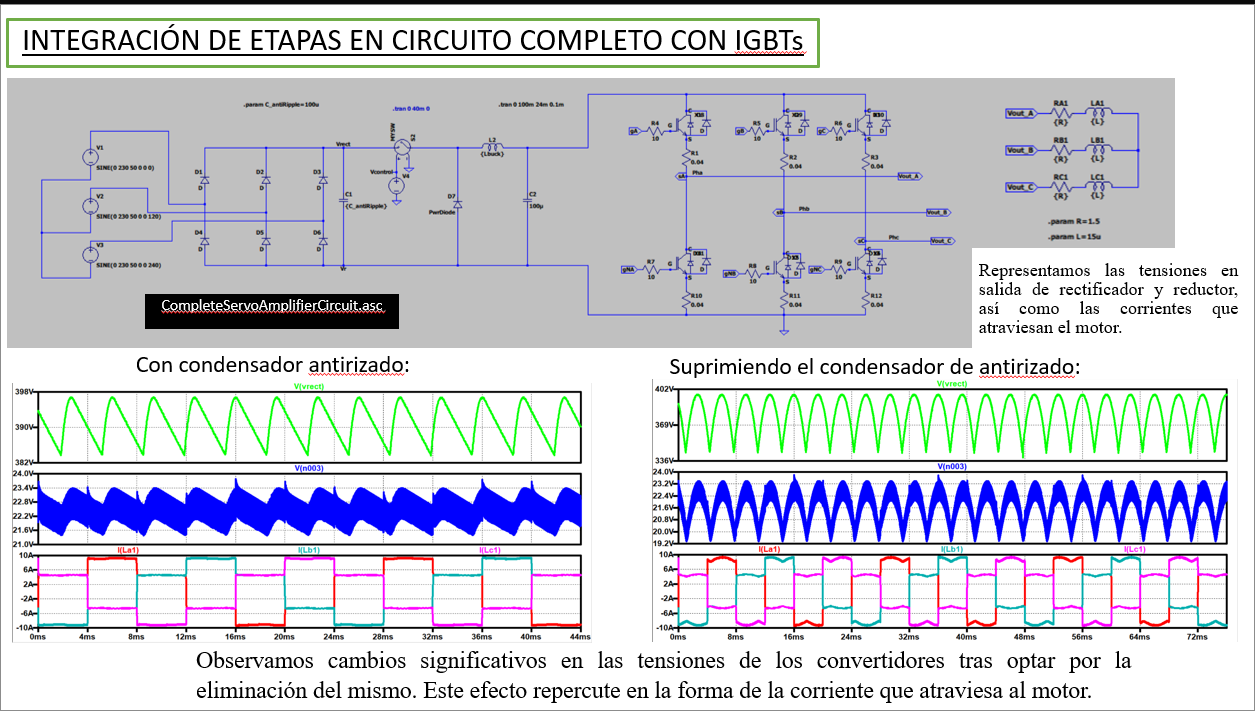 INTEGRACIÓN DE ETAPAS EN CIRCUITO COMPLETO CON IGBTs
.param C_antiRipple=100u
.tran 0 40m 0
.tran 0 100m 24m 0.1m
V1
SINE(0 230 50 0 0 0)
V2
SINE(0 230 50 0 0 120)
V3
SINE(0 230 50 0 0 240)
D1
D
D2
D
D3
D
D4
D
D5
D
D6
D
Vrect
C1
{C_antiRipple}
Vr
MYSW
S2
Vcontrol
V4
D7
PwrDiode
L2
{Lbuck}
C2
100µ
gA
R4
10
G
C
S
D
R1
0.04
sA
Pha
Vout_A
gB
R5
10
G
C
S
D
R2
0.04
sB
Phb
Vout_B
gC
R6
10
G
C
S
D
R3
0.04
sC
Phc
Vout_C
gNA
R7
10
G
C
S
D
R10
0.04
gNB
R8
10
G
C
S
D
R11
0.04
gNC
R9
10
G
C
S
D
R12
0.04
Vout_A
RA1
{R}
LA1
{L}
Vout_B
RB1
{R}
LB1
{L}
Vout_C
RC1
{R}
LC1
{L}
.param R=1.5
.param L=15u
CompleteServoAmplifierCircuit.asc
Representamos las tensiones en
salida de rectificador y reductor,
así como las corrientes que
atraviesan el motor.
Con condensador antirizado:
V(vrect)
398V
390V
382V
V(n003)
24.0V
23.4V
22.8V
22.2V
21.6V
21.0V
I(La1) I(Lb1) I(Lc1)
10A
6A
2A
-2A
-6A
-10A
0ms 4ms 8ms 12ms 16ms 20ms 24ms 28ms 32ms 36ms 40ms 44ms
Suprimiendo el condensador de antirizado:
V(vrect)
402V
369V
336V
V(n003)
24.0V
23.2V
22.4V
21.6V
20.8V
20.0V
19.2V
I(La1) I(Lb1) I(Lc1)
10A
6A
2A
-2A
-6A
-10A
0ms 8ms 16ms 24ms 32ms 40ms 48ms 56ms 64ms 72ms
Observamos cambios significativos en las tensiones de los convertidores tras optar por la
eliminación del mismo. Este efecto repercute en la forma de la corriente que atraviesa al motor.